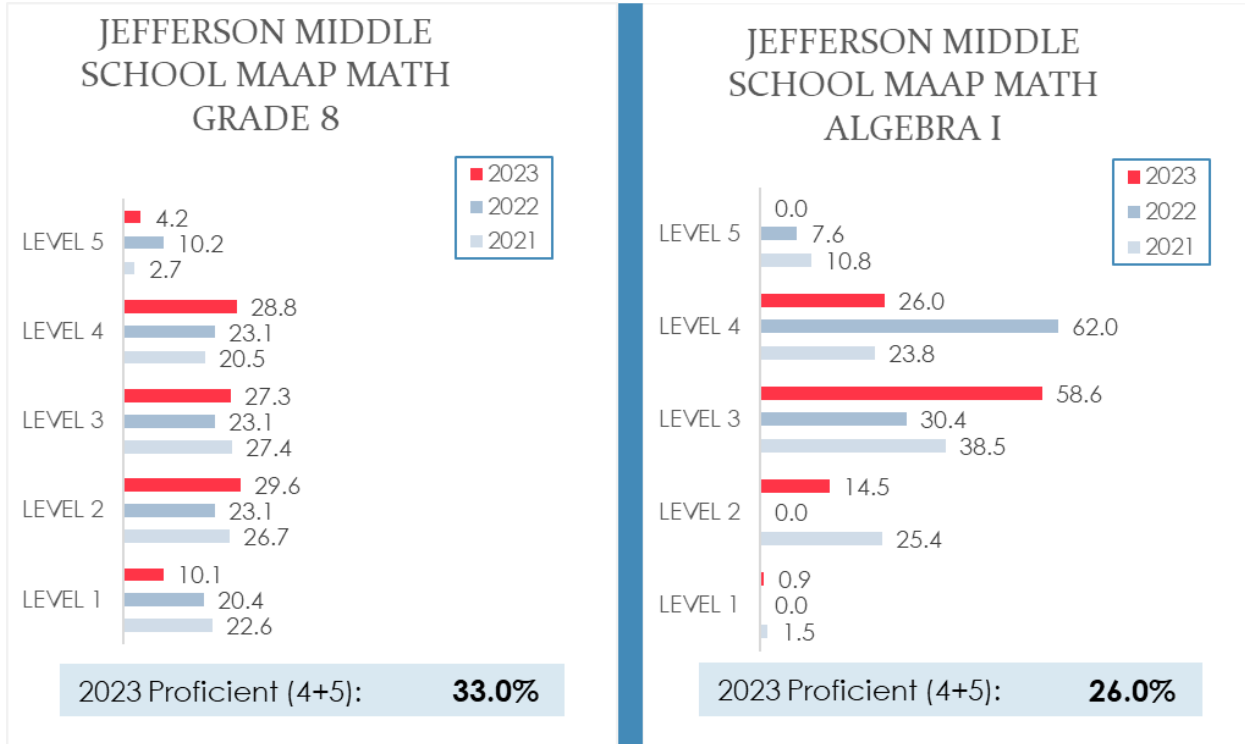 JEFFERSON MIDDLE
SCHOOL MAAP MATH
GRADE 8
2023
2022
2021
LEVEL 5
4.2
10.2
2.7
LEVEL 4
28.8
23.1
20.5
LEVEL 3
27.3
23.1
27.4
LEVEL 2
29.6
23.1
26.7
LEVEL 1
10.1
20.4
22.6
2023 Proficient (4+5): 33.0%
JEFFERSON MIDDLE
SCHOOL MAAP MATH
ALGEBRA I
2023
2022
2021
LEVEL 5
0.0
7.6
10.8
LEVEL 4
26.0
62.0
23.8
LEVEL 3
58.6
30.4
38.5
LEVEL 2
14.5
0.0
25.4
LEVEL 1
0.9
0.0
1.5
2023 Proficient (4+5): 26.0%